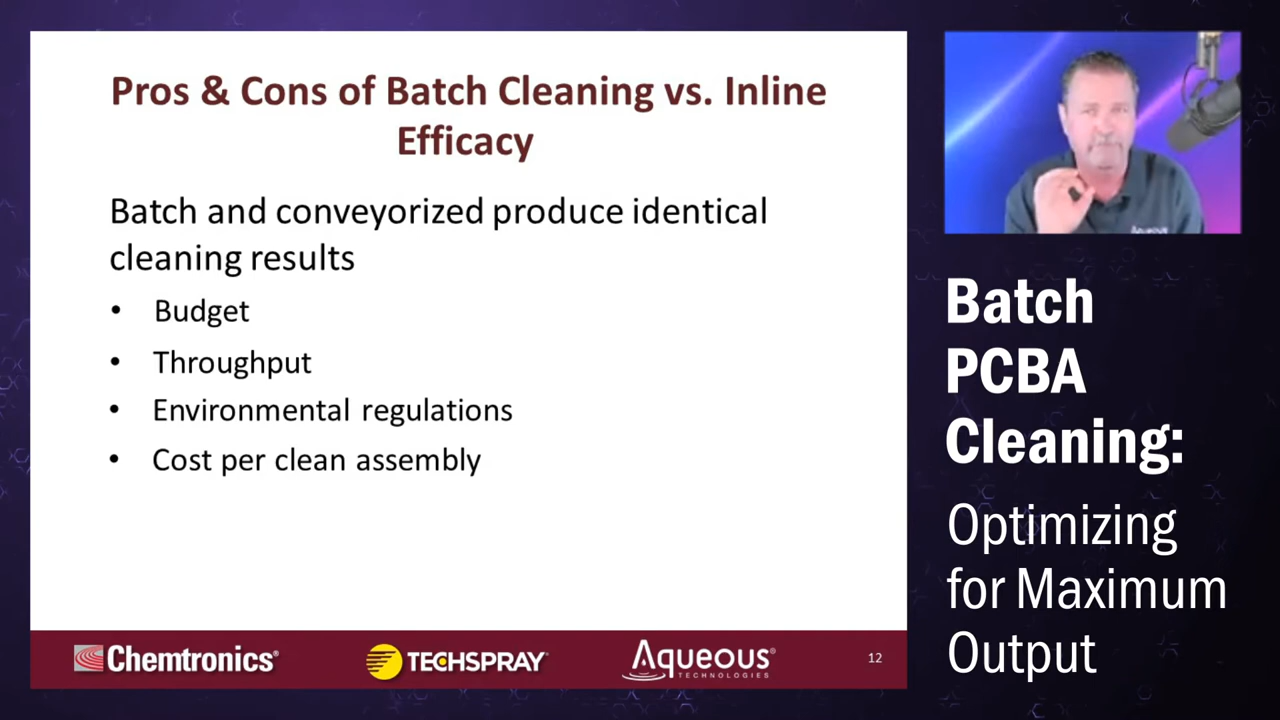 Pros & Cons of Batch Cleaning vs. Inline
Efficacy
Batch and conveyorized produce identical
cleaning results
• Budget
• Throughput
• Environmental regulations
• Cost per clean assembly
Chemtronics®
TECHSPRAY®
Aqueous®
TECHNOLOGIES
12
Aqueous
Batch
PCBA
Cleaning:
Optimizing
for Maximum
Output